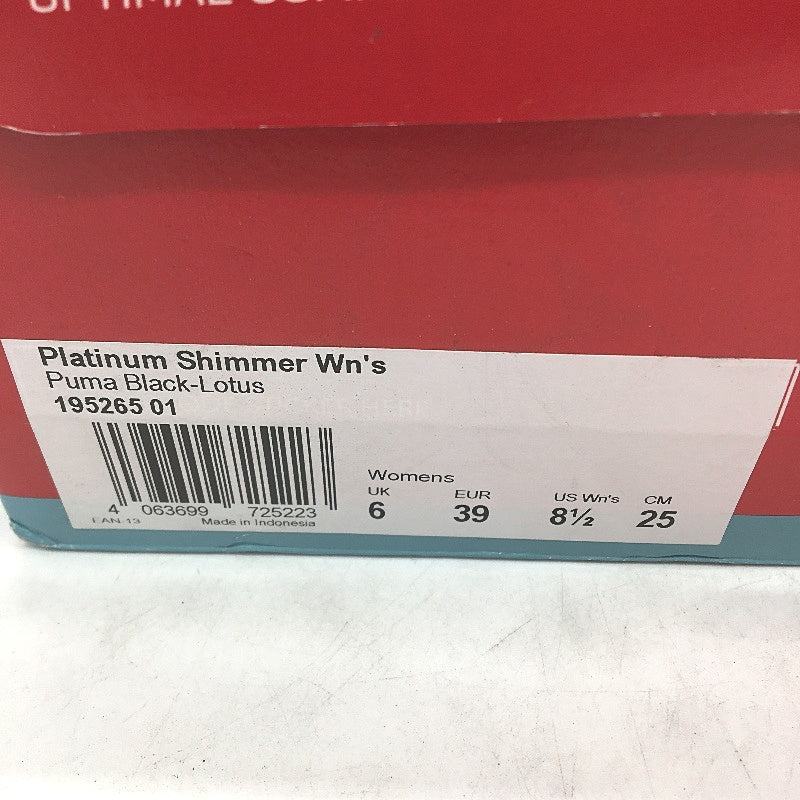 OPTIMAL
Platinum Shimmer Wn's
Puma Black-Lotus
195265 01
4 063699 725223
EAN-13 Made in Indonesia
Womens
UK EUR US Wn's CM
6 39 8½ 25